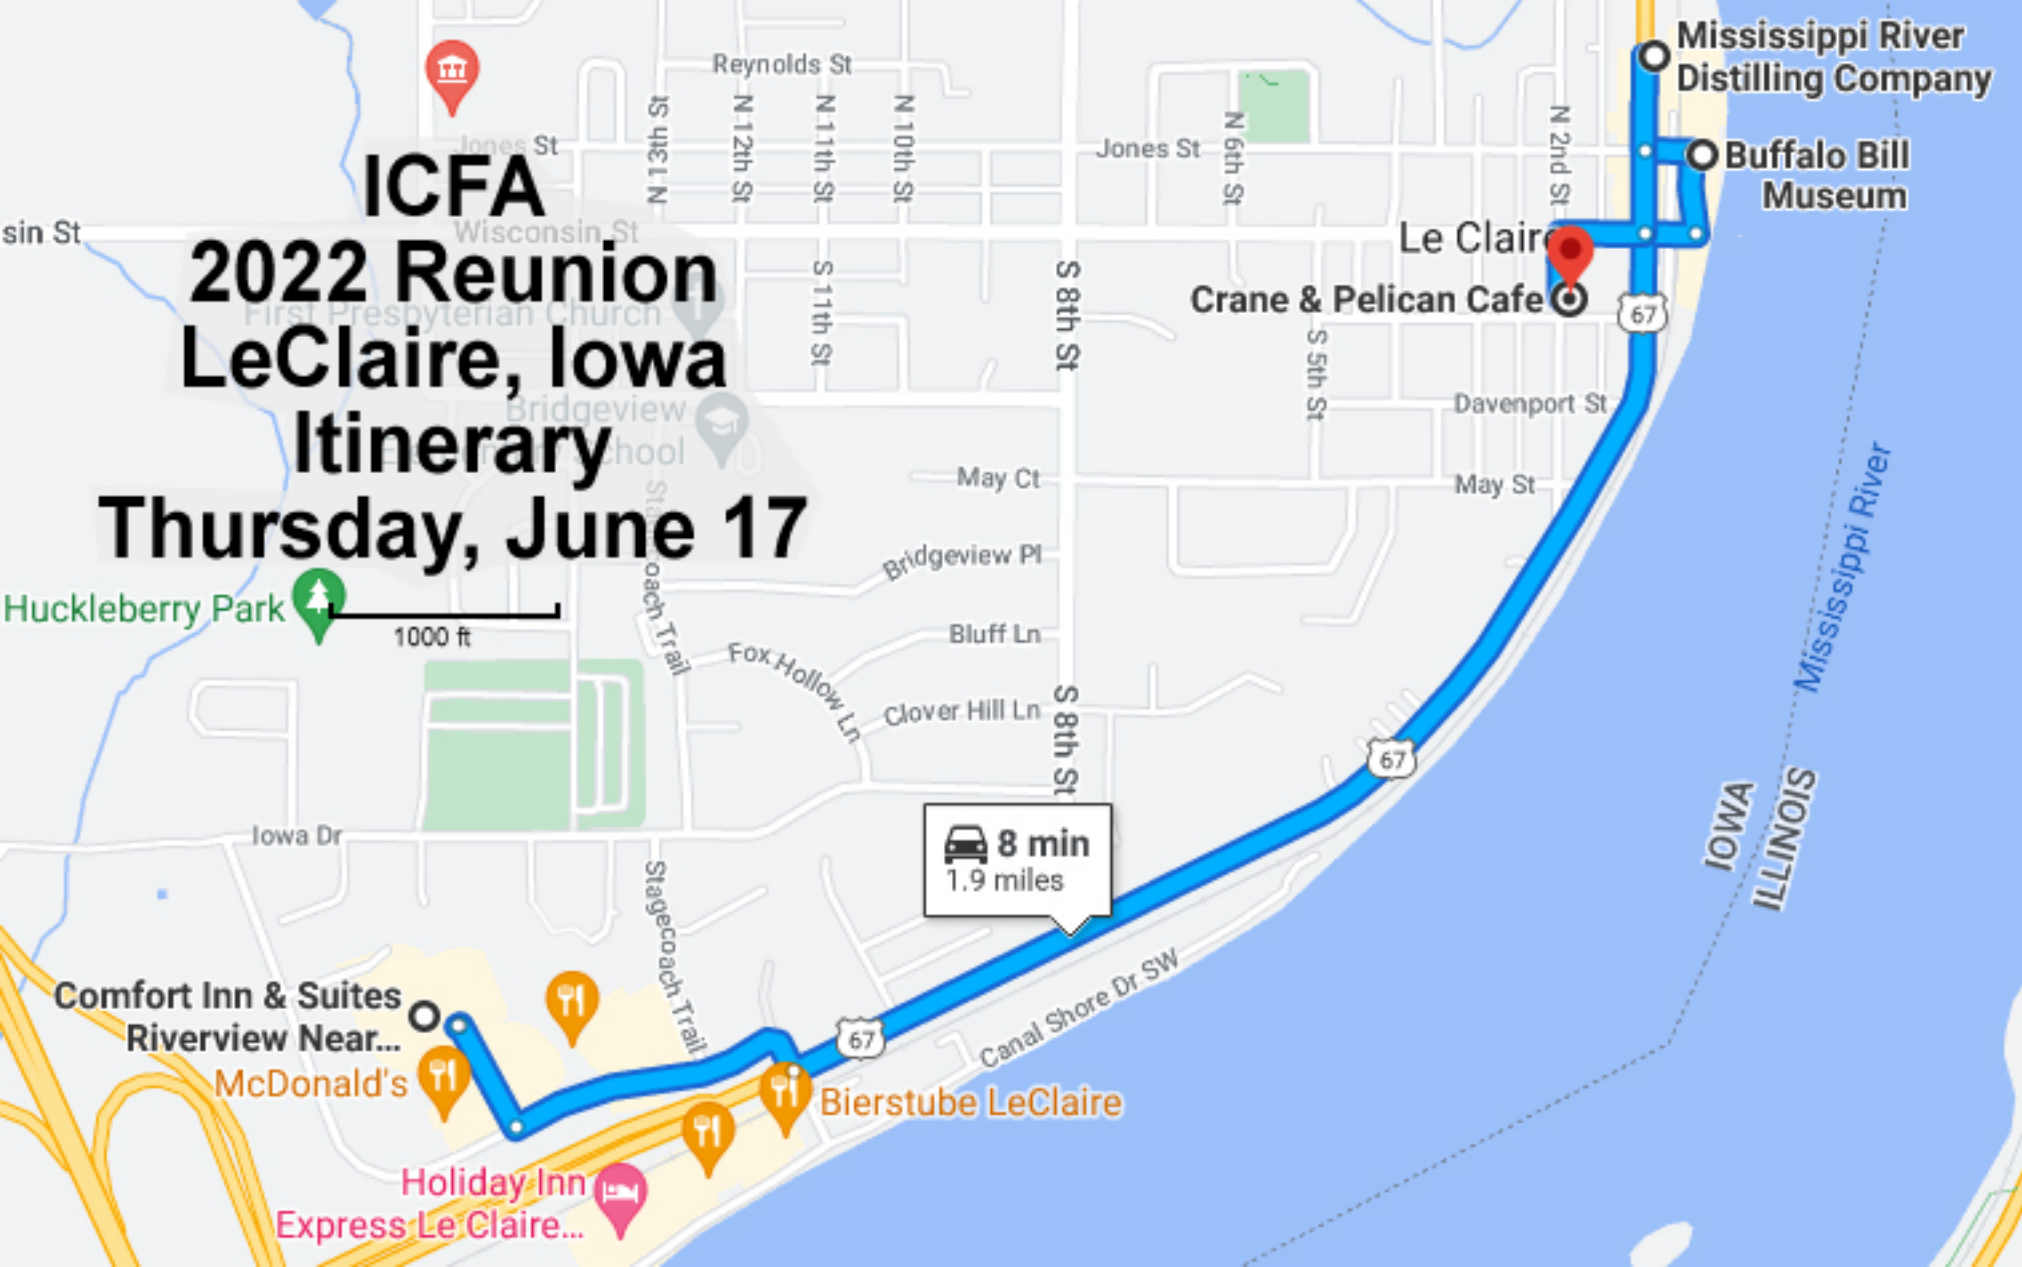 Mississippi River
Distilling Company
Reynolds St
N 13th St
N 12th St
N 11th St
N 10th St
N 6th St
N 2nd St
Jones St
Jones St
Buffalo Bill
Museum
ICFA
2022 Reunion
LeClaire, Iowa
Itinerary
Thursday, June 17
sin St
Wisconsin St
Le Claire
Crane & Pelican Cafe
67
First Presbyterian Church
S 11th St
S 8th St
S 5th St
Davenport St
Bridgeview
School
May Ct
May St
Bridgeview Pl
Mississippi River
Huckleberry Park
1000 ft
Stagecoach Trail
Bluff Ln
Fox Hollow Ln
Clover Hill Ln
S 8th St
67
IOWA
ILLINOIS
Iowa Dr
8 min
1.9 miles
Stagecoach Trail
Canal Shore Dr SW
67
Comfort Inn & Suites
Riverview Near...
McDonald's
Bierstube LeClaire
Holiday Inn
Express Le Claire...